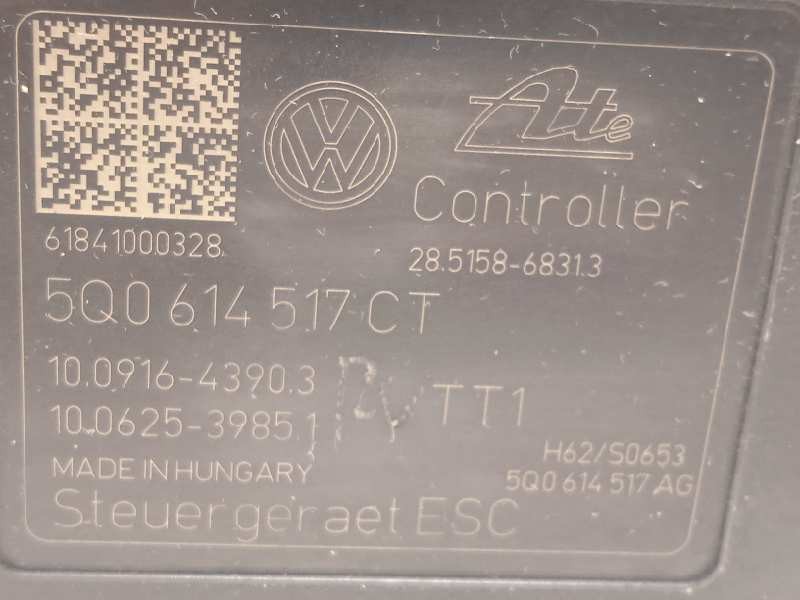 Ate
Controller
61841000328
28.5158-6831.3
5Q0 614 517 CT
10.0916-4390.3
10.0625-3985.1
TT1
H62/S0653
MADE IN HUNGARY
5Q0 614 517 AG
Steuergeraet ESC